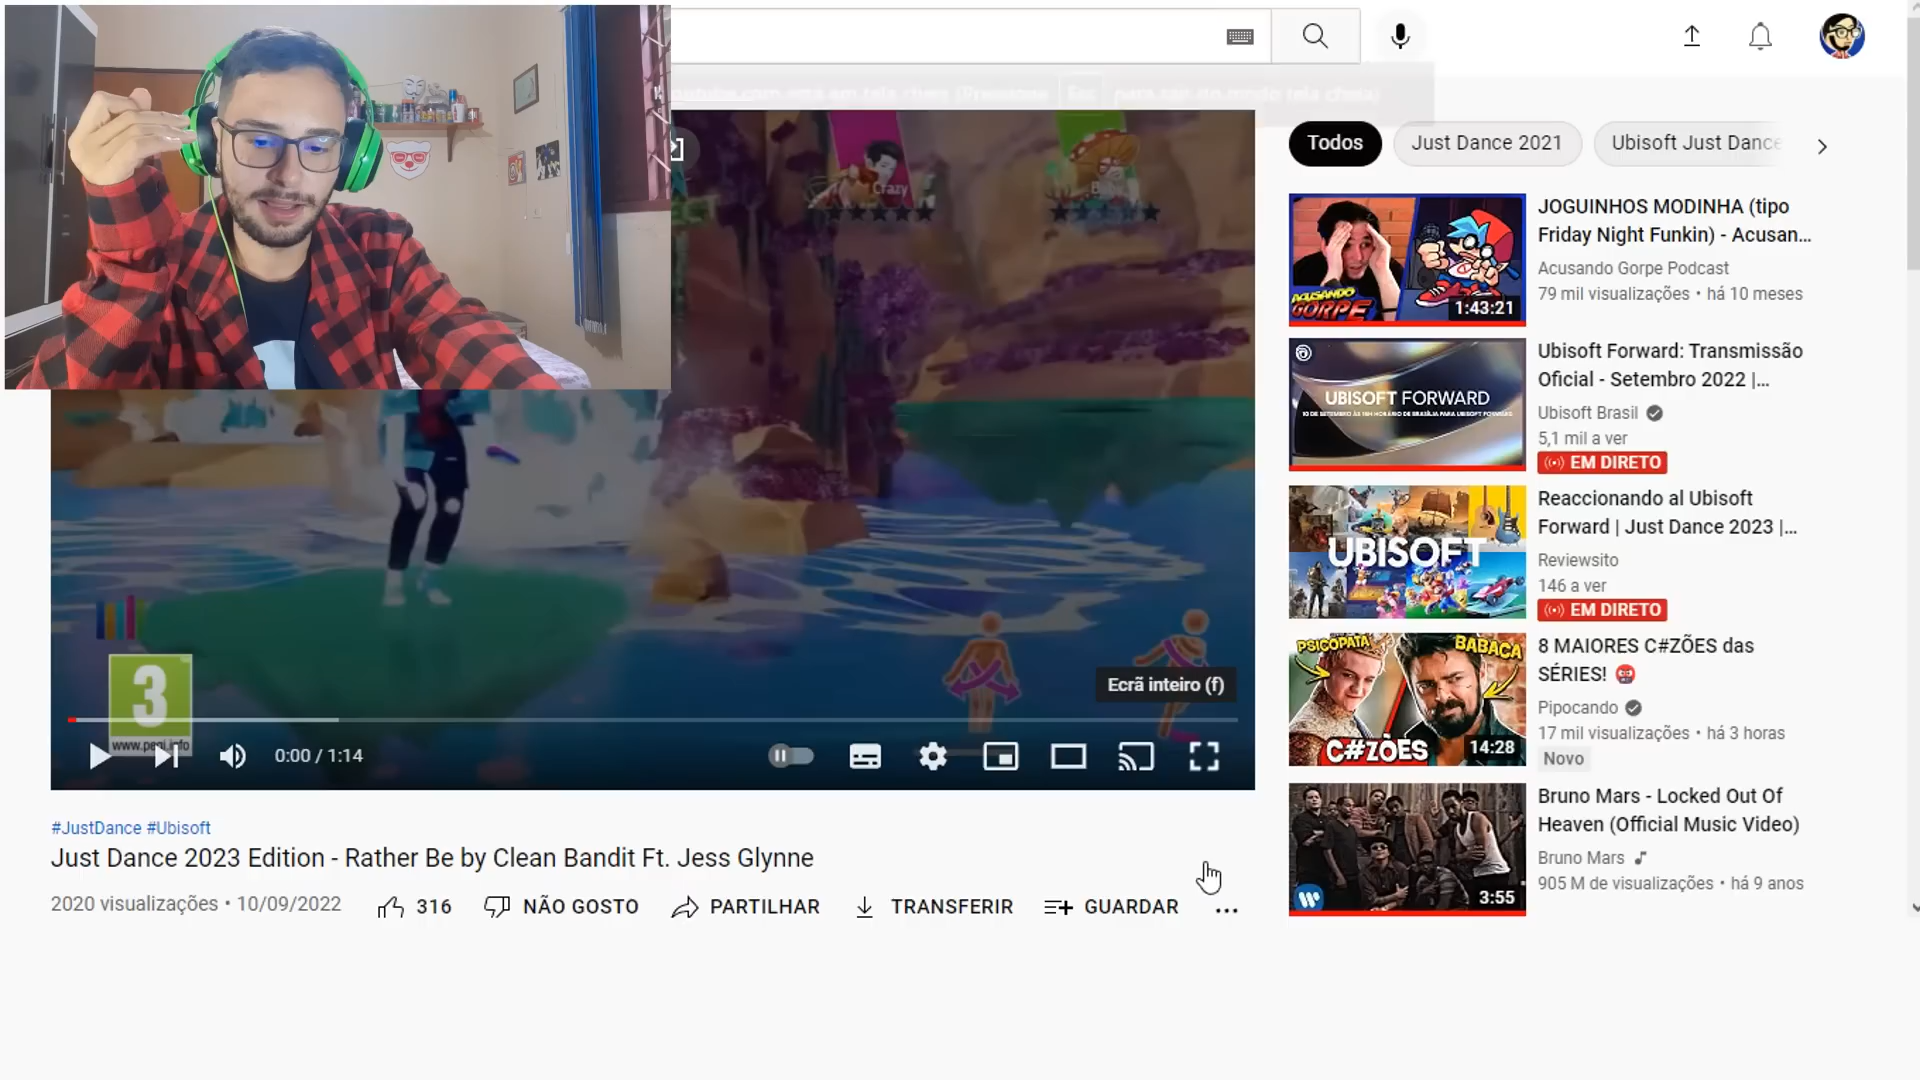 Todos
Just Dance 2021
Ubisoft Just Dance
Crazy
ACUSANDO
GORPE
1:43:21
JOGUINHOS MODINHA (tipo
Friday Night Funkin) - Acusan...
Acusando Gorpe Podcast
79 mil visualizações • há 10 meses
UBISOFT FORWARD
Ubisoft Forward: Transmissão
Oficial - Setembro 2022 |...
Ubisoft Brasil
5,1 mil a ver
EM DIRETO
UBISOFT
Reaccionando al Ubisoft
Forward | Just Dance 2023 |...
Reviewsito
146 a ver
EM DIRETO
PSICOPATA
BABACA
C#ZÕES
14:28
8 MAIORES C#ZÕES das
SÉRIES!
Pipocando
17 mil visualizações • há 3 horas
Novo
3:55
Bruno Mars - Locked Out Of
Heaven (Official Music Video)
Bruno Mars
905 M de visualizações • há 9 anos
3
www.pegi.info
Ecrã inteiro (f)
0:00 / 1:14
#JustDance #Ubisoft
Just Dance 2023 Edition - Rather Be by Clean Bandit Ft. Jess Glynne
2020 visualizações • 10/09/2022
316
NÃO GOSTO
PARTILHAR
TRANSFERIR
GUARDAR